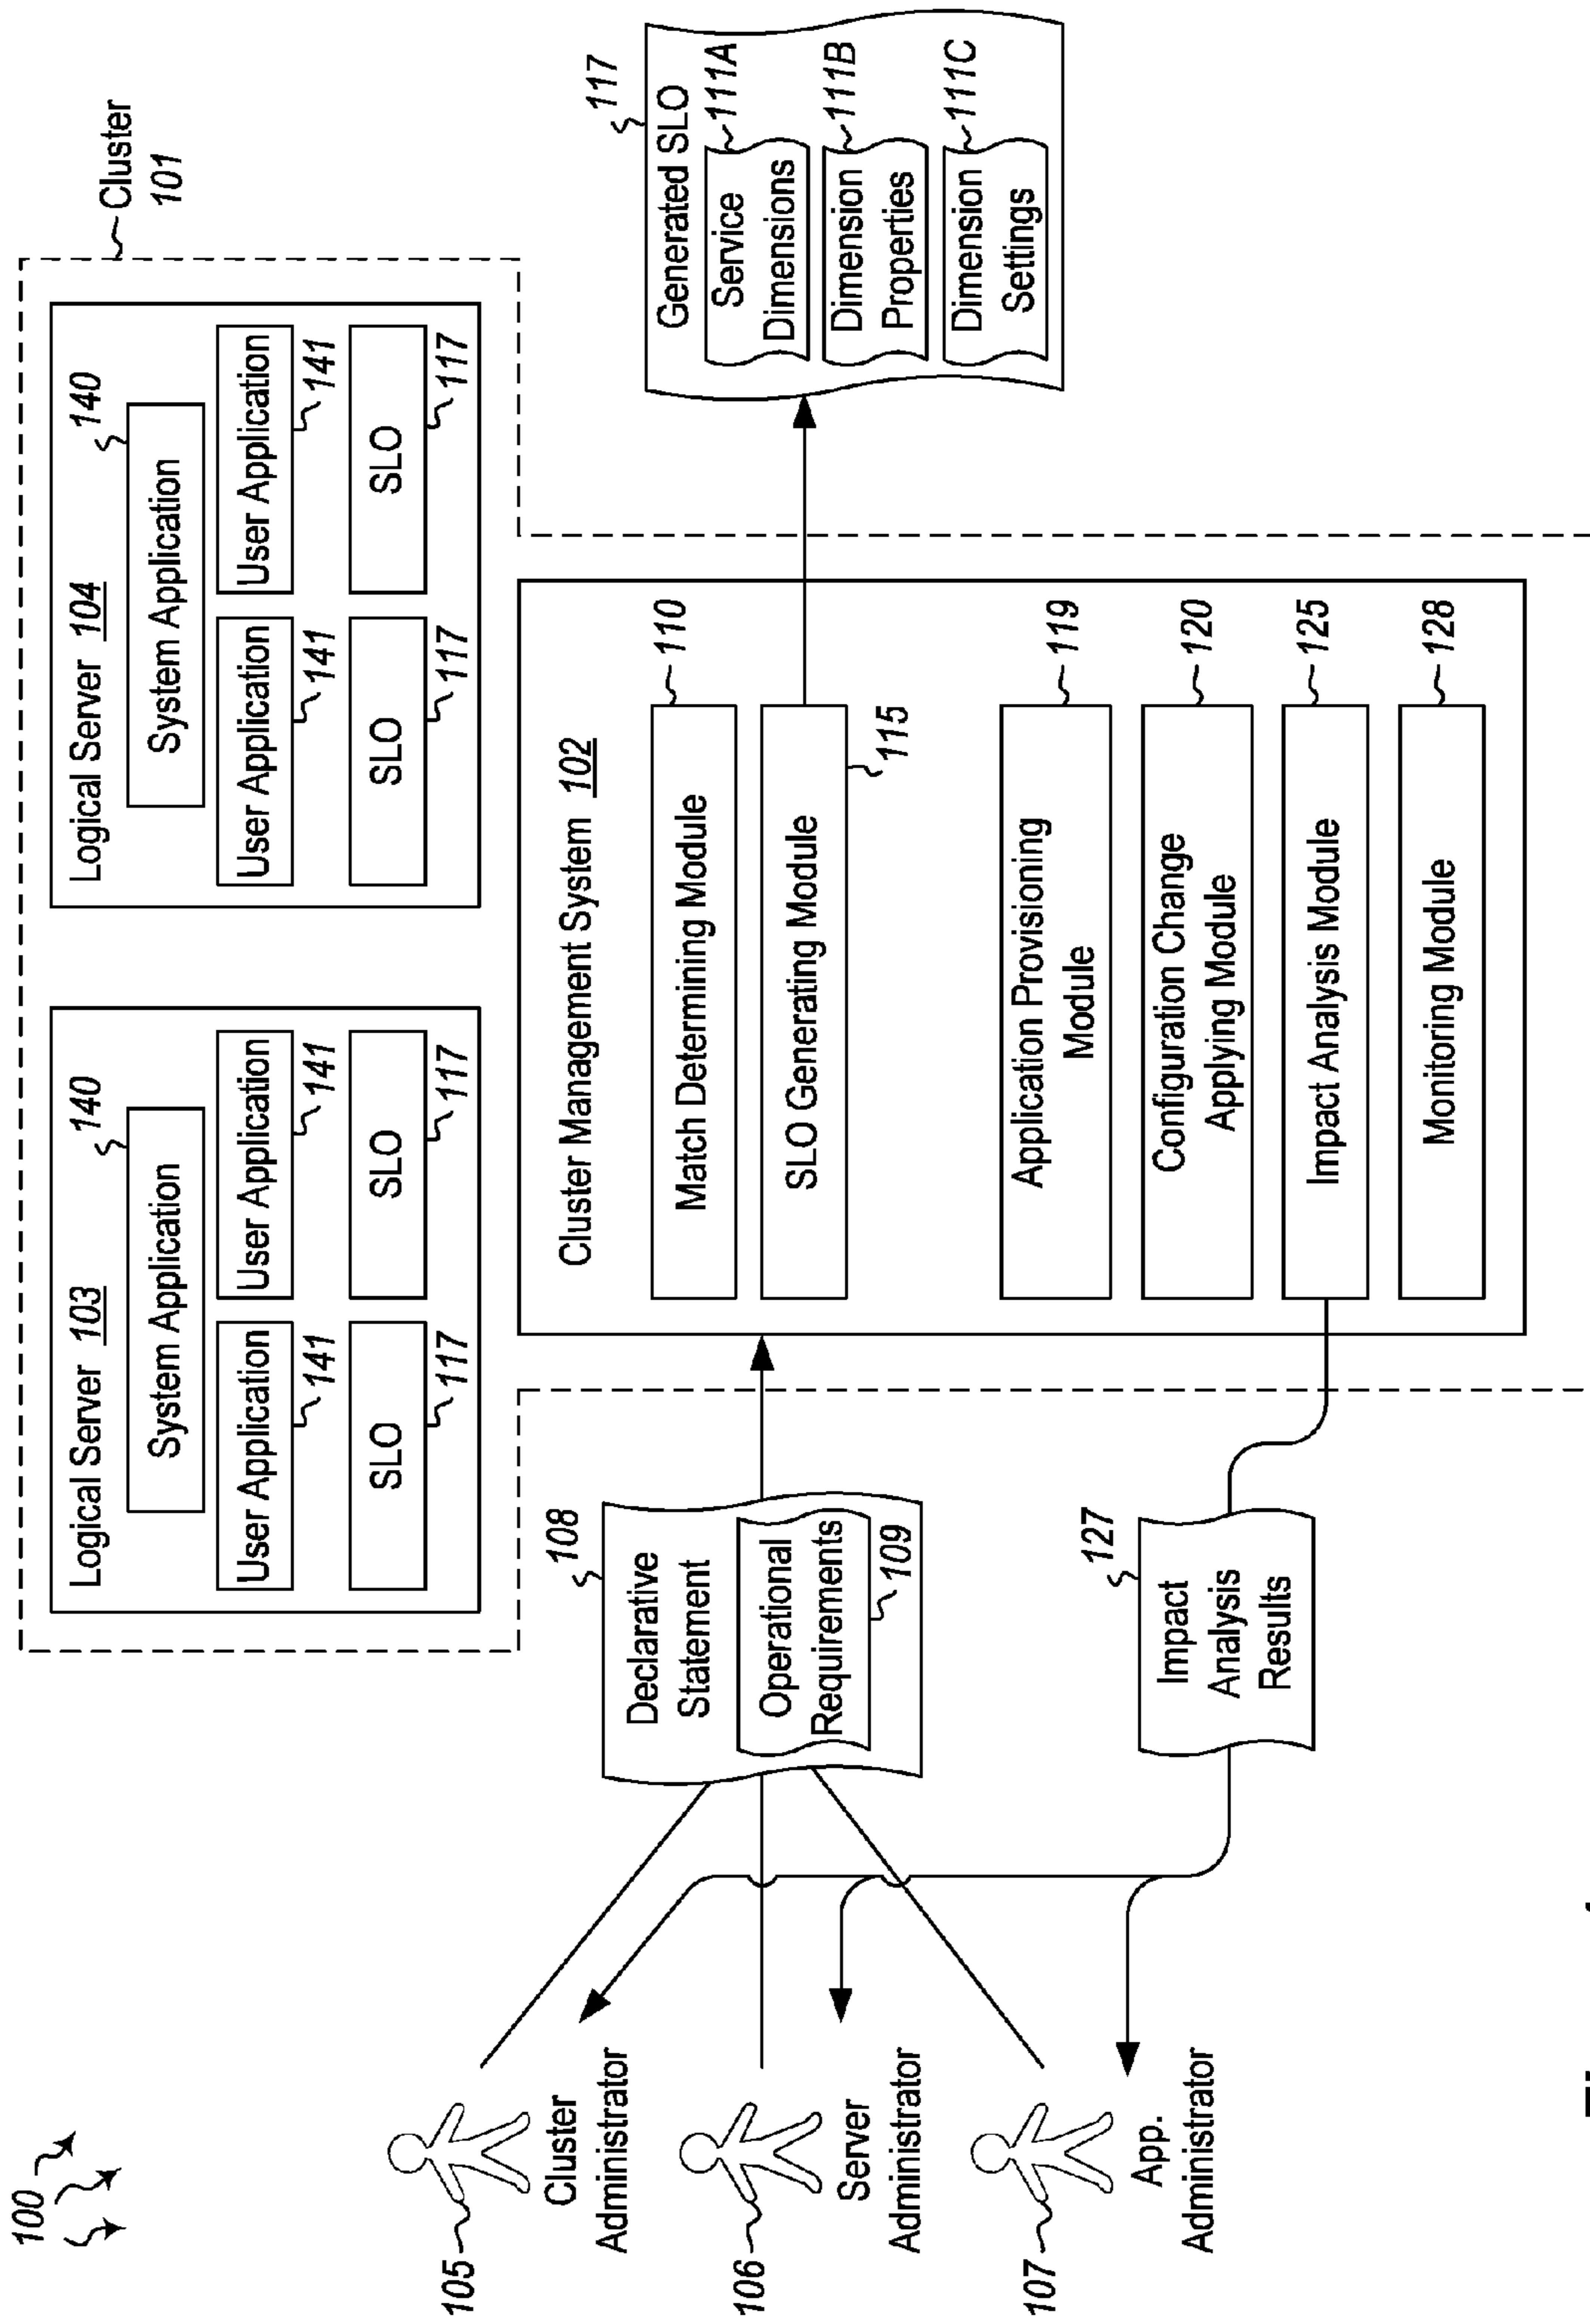 100
Cluster
101
Logical Server 103
140
System Application
User Application
141
User Application
141
SLO
117
SLO
117
Logical Server 104
140
System Application
User Application
141
User Application
141
SLO
117
SLO
117
105
Cluster
Administrator
106
Server
Administrator
107
App.
Administrator
108
Declarative
Statement
Operational
Requirements
109
127
Impact
Analysis
Results
Cluster Management System 102
Match Determining Module
110
SLO Generating Module
115
Application Provisioning
Module
119
Configuration Change
Applying Module
120
Impact Analysis Module
125
Monitoring Module
128
117
Generated SLO
Service
Dimensions
111A
Dimension
Properties
111B
Dimension
Settings
111C